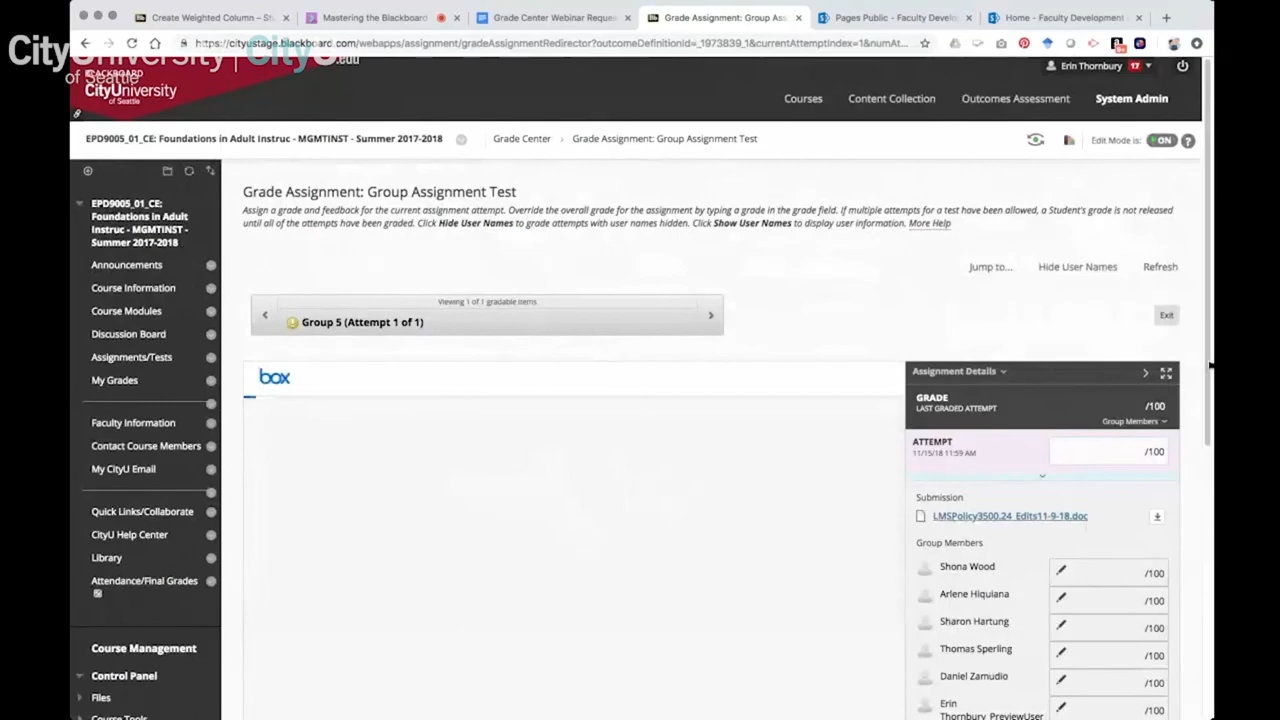 Create Weighted Column – St
Mastering the Blackboard
Grade Center Webinar Reque
Grade Assignment: Group Ass
Pages Public - Faculty Develo
Home - Faculty Development
https://cityustage.blackboard.com/webapps/assignment/gradeAssignmentRedirector?outcomeDefinitionId=_1973839_1&currentAttemptIndex=1&numAt...
CityUniversity | CityU.edu
of Seattle
BLACKBOARD
CityUniversity
of Seattle
Erin Thornbury 17
Courses
Content Collection
Outcomes Assessment
System Admin
EPD9005_01_CE: Foundations in Adult Instruc - MGMTINST - Summer 2017-2018
Grade Center
Grade Assignment: Group Assignment Test
Edit Mode is: ON ?
EPD9005_01_CE:
Foundations in Adult
Instruc - MGMTINST -
Summer 2017-2018
Announcements
Course Information
Course Modules
Discussion Board
Assignments/Tests
My Grades
Faculty Information
Contact Course Members
My CityU Email
Quick Links/Collaborate
CityU Help Center
Library
Attendance/Final Grades
Course Management
Control Panel
Files
Course Tools
Grade Assignment: Group Assignment Test
Assign a grade and feedback for the current assignment attempt. Override the overall grade for the assignment by typing a grade in the grade field. If multiple attempts for a test have been allowed, a Student's grade is not released
until all of the attempts have been graded. Click Hide User Names to grade attempts with user names hidden. Click Show User Names to display user information. More Help
Jump to...
Hide User Names
Refresh
Viewing 1 of 1 gradable items
Group 5 (Attempt 1 of 1)
Exit
box
Assignment Details
GRADE
LAST GRADED ATTEMPT
/100
Group Members
ATTEMPT
11/15/18 11:59 AM
/100
Submission
LMSPolicy3500.24_Edits11-9-18.doc
Group Members
Shona Wood
/100
Arlene Hiquiana
/100
Sharon Hartung
/100
Thomas Sperling
/100
Daniel Zamudio
/100
Erin
Thornbury_PreviewUser
/100